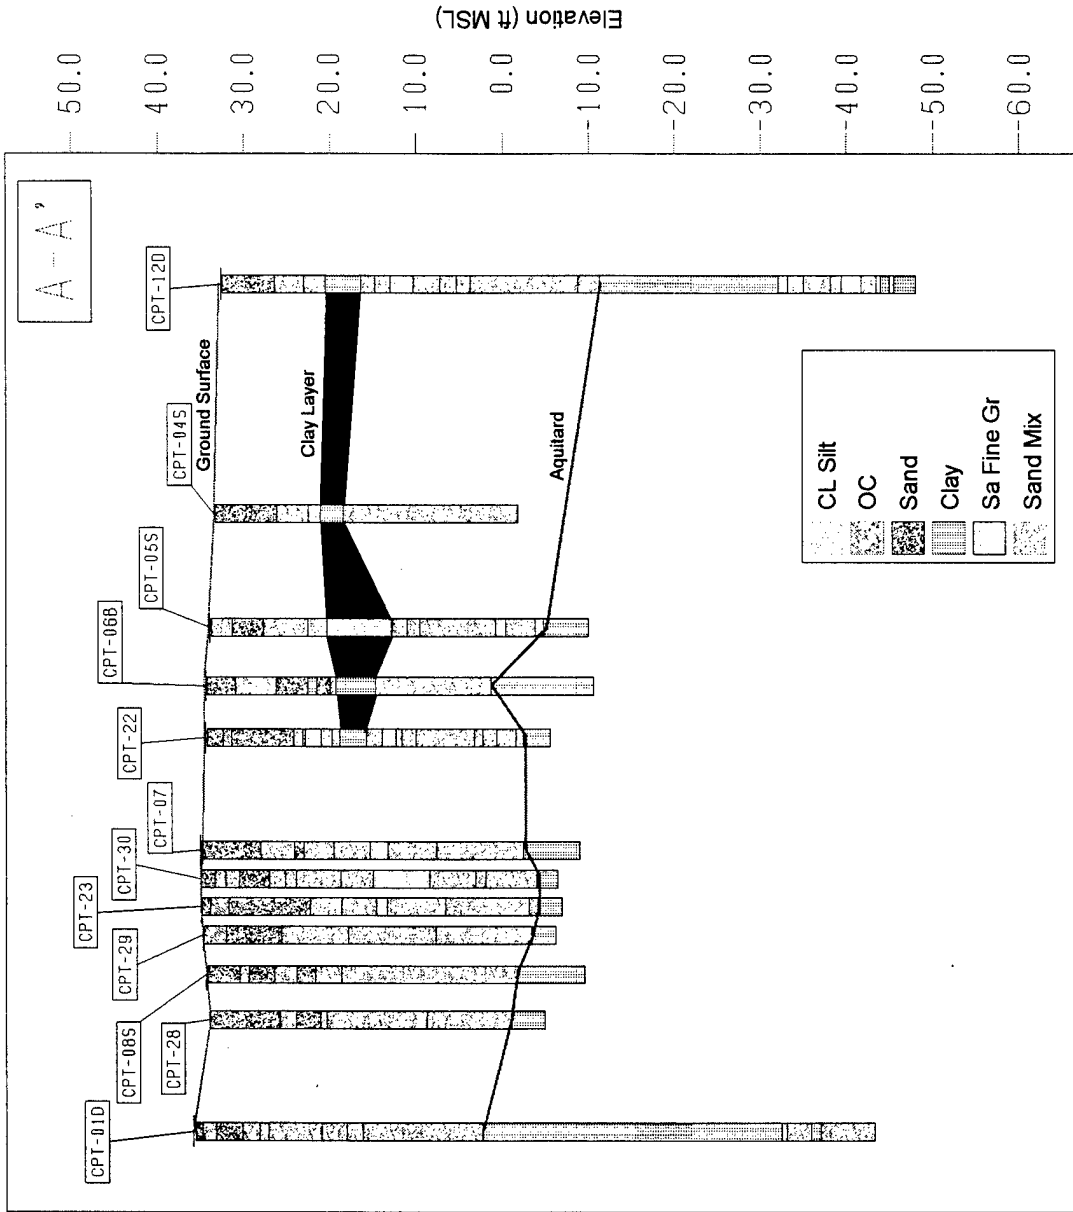 A - A'
CPT-01D
CPT-28
CPT-08S
CPT-29
CPT-23
CPT-30
CPT-07
CPT-22
CPT-06B
CPT-05S
CPT-04S
CPT-12D
Ground Surface
Clay Layer
Aquitard
50.0
40.0
30.0
20.0
10.0
0.0
-10.0
-20.0
-30.0
-40.0
-50.0
-60.0
Elevation (ft MSL)
CL Silt
OC
Sand
Clay
Sa Fine Gr
Sand Mix